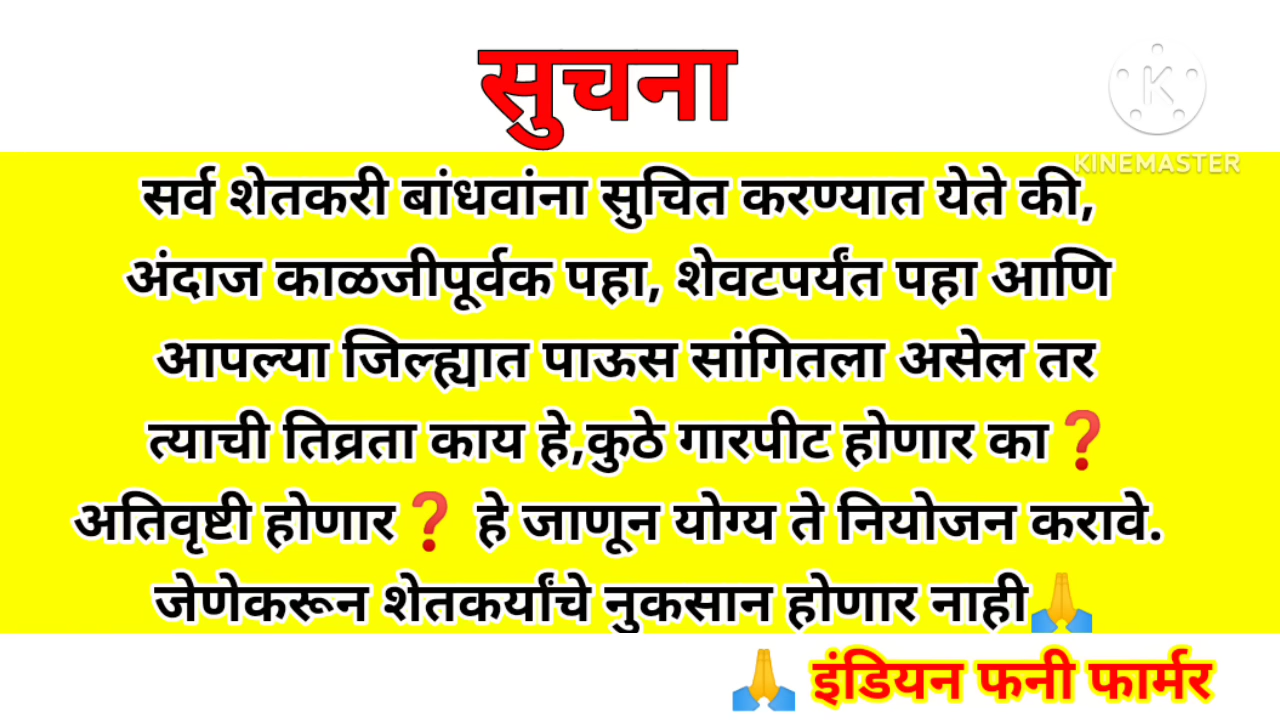 सुचना
KINEMASTER
सर्व शेतकरी बांधवांना सुचित करण्यात येते की,
अंदाज काळजीपूर्वक पहा, शेवटपर्यंत पहा आणि
आपल्या जिल्ह्यात पाऊस सांगितला असेल तर
त्याची तिव्रता काय हे,कुठे गारपीट होणार का❓
अतिवृष्टी होणार❓ हे जाणून योग्य ते नियोजन करावे.
जेणेकरून शेतकर्यांचे नुकसान होणार नाही🙏
🙏 इंडियन फनी फार्मर